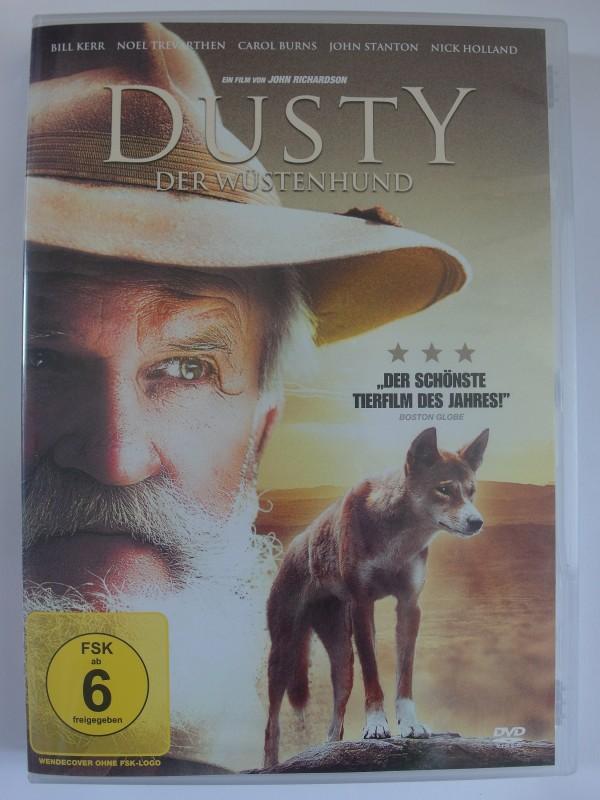 BILL KERR NOEL TREVARTHEN CAROL BURNS JOHN STANTON NICK HOLLAND
EIN FILM VON JOHN RICHARDSON
DUSTY
DER WÜSTENHUND
„DER SCHÖNSTE
TIERFILM DES JAHRES!"
BOSTON GLOBE
FSK
ab
6
freigegeben
WENDECOVER OHNE FSK-LOGO
DVD
VIDEO